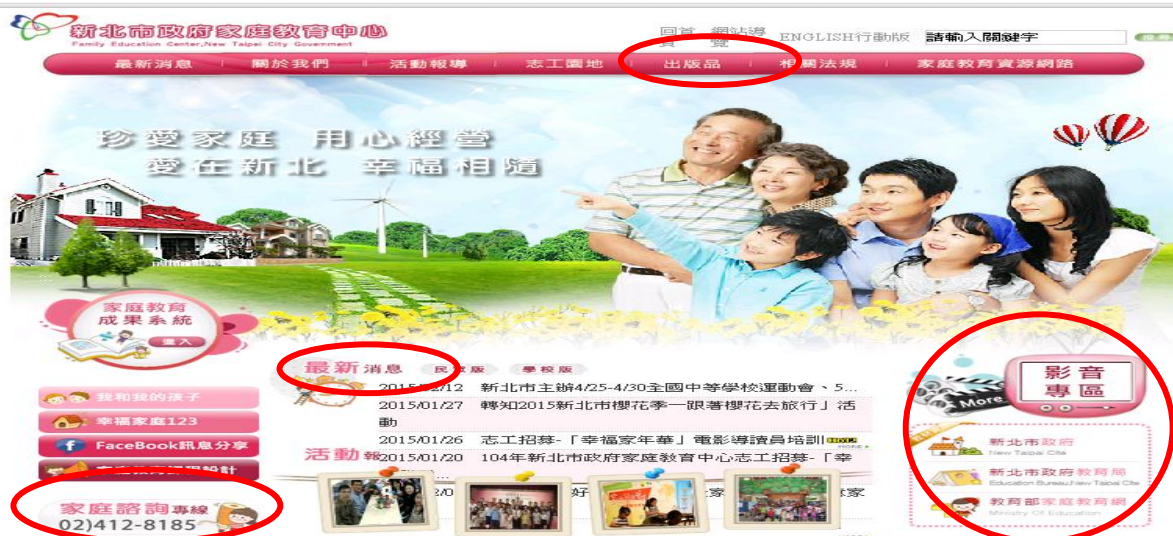 新北市政府家庭教育中心
Family Education Center,New Taipei City Government
回首頁 網站導覽 ENGLISH 行動版 請輸入關鍵字
最新消息 關於我們 活動報導 志工園地 出版品 相關法規 家庭教育資源網路
珍愛家庭 用心經營
愛在新北 幸福相隨
家庭教育
成果系統
登入
我和我的孩子
幸福家庭123
FaceBook訊息分享
家庭諮詢專線
02)412-8185
最新消息 民眾版 學校版
2015/02/12 新北市主辦4/25-4/30全國中等學校運動會、5...
2015/01/27 轉知2015新北市櫻花季－跟著櫻花去旅行」活
動
2015/01/26 志工招募-「幸福家年華」電影導讀員培訓
MORE
活動報
2015/01/20 104年新北市政府家庭教育中心志工招募-「幸
影音
專區
More
新北市政府
New Taipai Cite
新北市政府教育局
Education Bureau,New Taipai Cite
教育部家庭教育網
Ministry Of Education